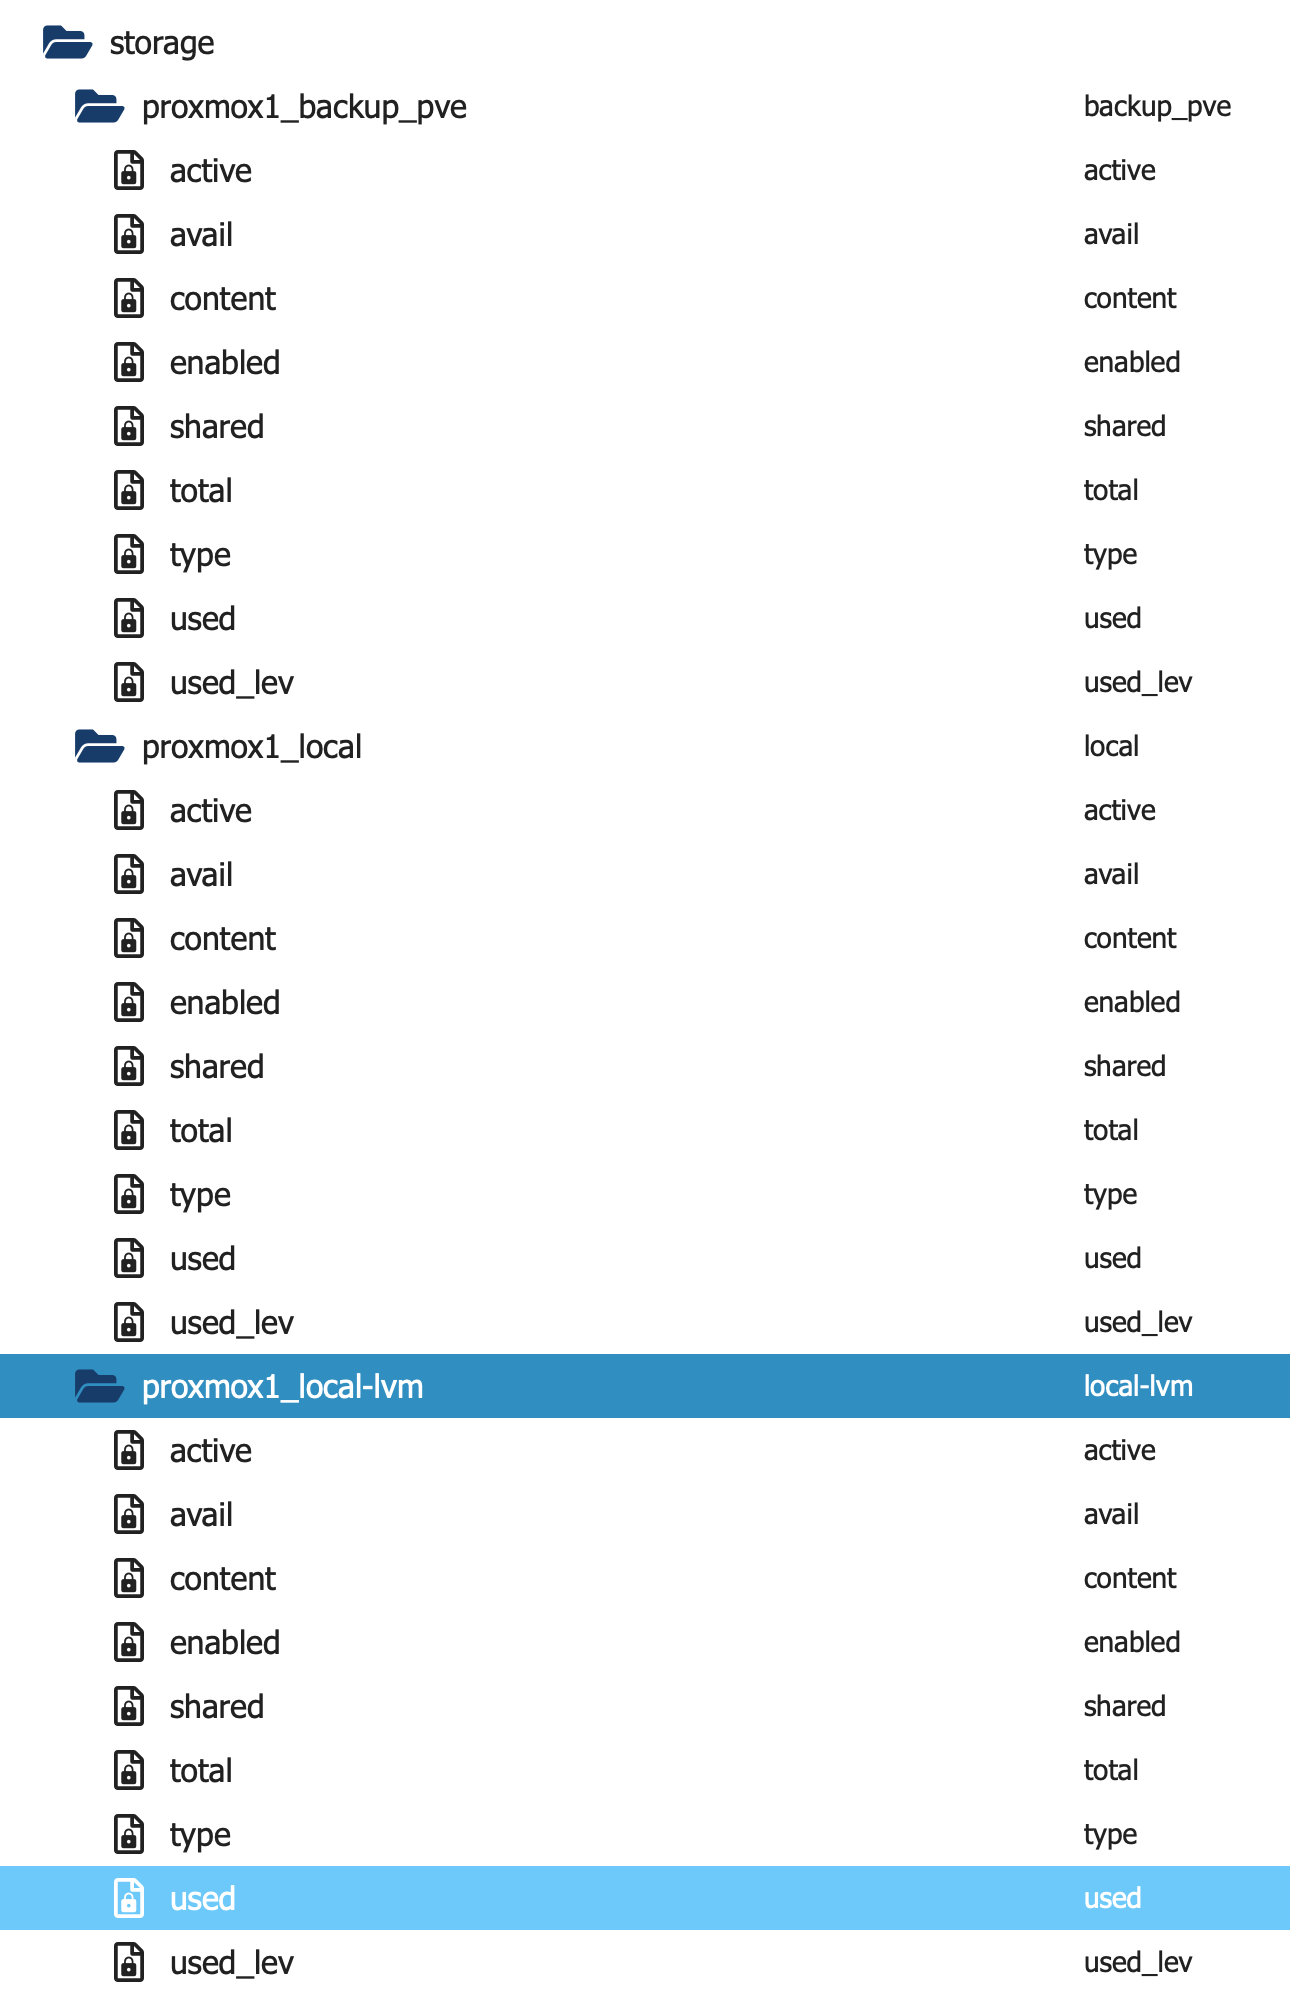 storage
proxmox1_backup_pve backup_pve
active active
avail avail
content content
enabled enabled
shared shared
total total
type type
used used
used_lev used_lev
proxmox1_local local
active active
avail avail
content content
enabled enabled
shared shared
total total
type type
used used
used_lev used_lev
proxmox1_local-lvm local-lvm
active active
avail avail
content content
enabled enabled
shared shared
total total
type type
used used
used_lev used_lev